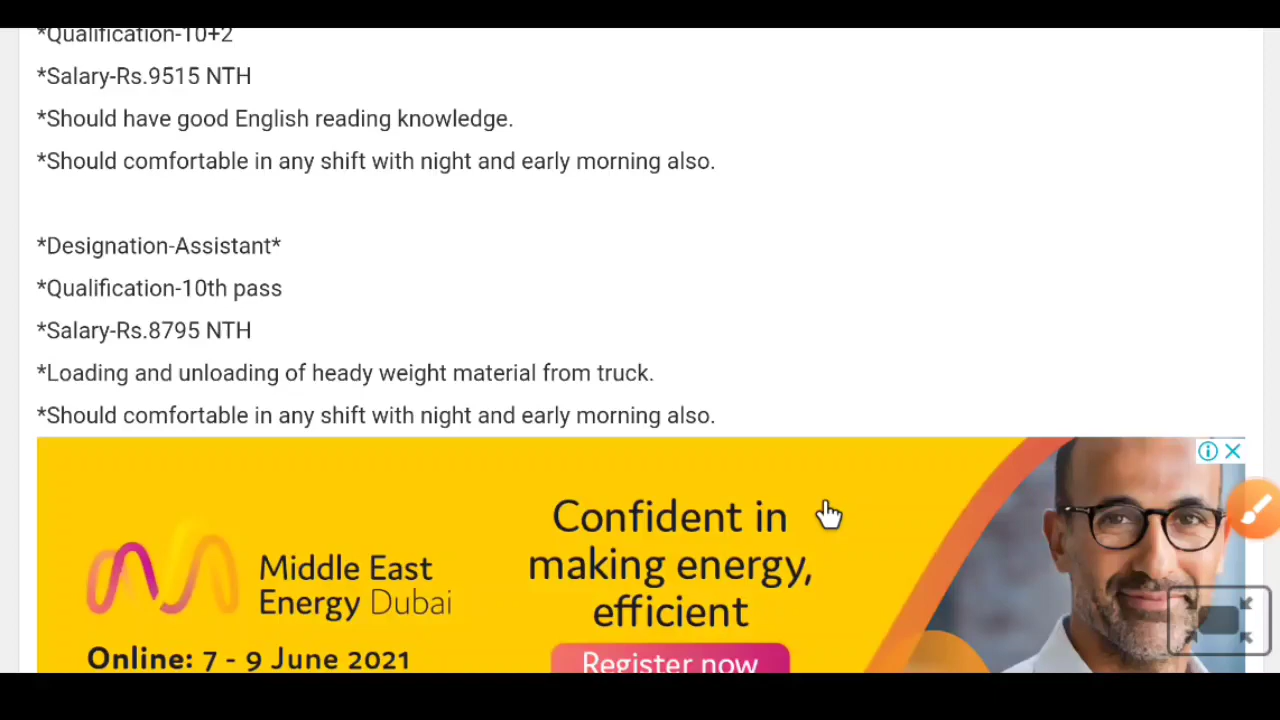 *Qualification-10+2
*Salary-Rs.9515 NTH
*Should have good English reading knowledge.
*Should comfortable in any shift with night and early morning also.
*Designation-Assistant*
*Qualification-10th pass
*Salary-Rs.8795 NTH
*Loading and unloading of heady weight material from truck.
*Should comfortable in any shift with night and early morning also.
Confident in
making energy,
efficient
Register now
Middle East
Energy Dubai
Online: 7 - 9 June 2021